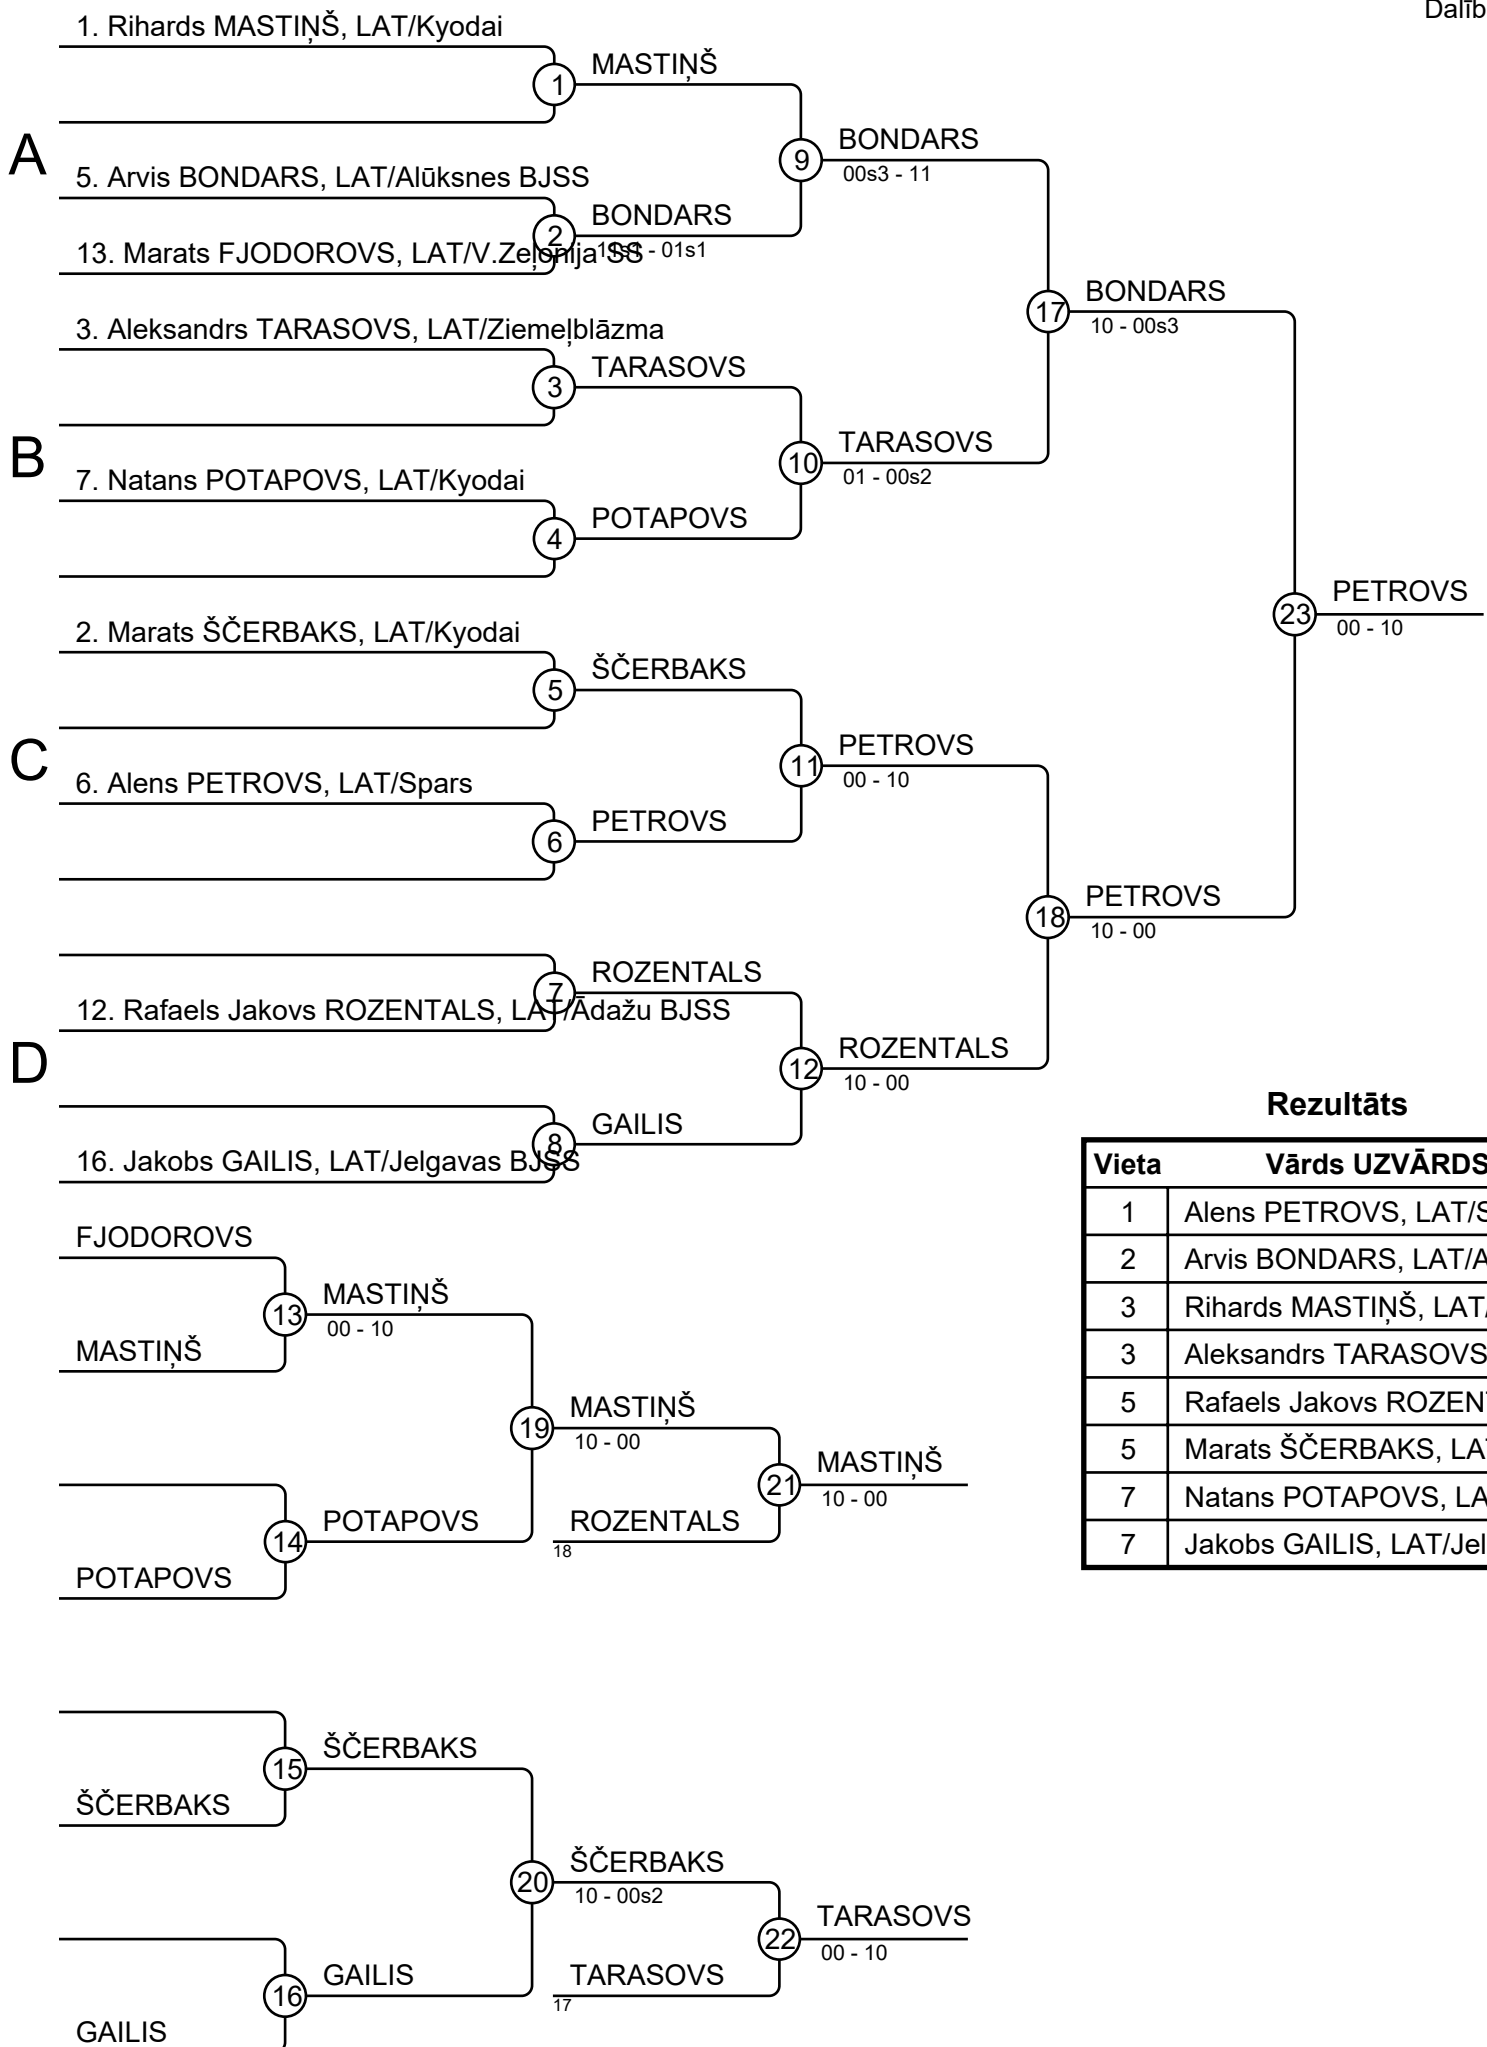 Dalīb
1. Rihards MASTIŅŠ, LAT/Kyodai
1
MASTIŅŠ
A
9
BONDARS
00s3 - 11
5. Arvis BONDARS, LAT/Alūksnes BJSS
2
BONDARS
11s1 - 01s1
13. Marats FJODOROVS, LAT/V.Zeļonija SS
17
BONDARS
10 - 00s3
3. Aleksandrs TARASOVS, LAT/Ziemeļblāzma
3
TARASOVS
B
10
TARASOVS
01 - 00s2
7. Natans POTAPOVS, LAT/Kyodai
4
POTAPOVS
23
PETROVS
00 - 10
2. Marats ŠČERBAKS, LAT/Kyodai
5
ŠČERBAKS
C
11
PETROVS
00 - 10
6. Alens PETROVS, LAT/Spars
6
PETROVS
18
PETROVS
10 - 00
7
ROZENTALS
12. Rafaels Jakovs ROZENTALS, LAT/Ādažu BJSS
D
12
ROZENTALS
10 - 00
8
GAILIS
16. Jakobs GAILIS, LAT/Jelgavas BJSS
Rezultāts
Vieta Vārds UZVĀRDS
1 Alens PETROVS, LAT/S
2 Arvis BONDARS, LAT/A
3 Rihards MASTIŅŠ, LAT/
3 Aleksandrs TARASOVS
5 Rafaels Jakovs ROZEN
5 Marats ŠČERBAKS, LA
7 Natans POTAPOVS, LA
7 Jakobs GAILIS, LAT/Jel
FJODOROVS
13
MASTIŅŠ
00 - 10
MASTIŅŠ
19
MASTIŅŠ
10 - 00
21
MASTIŅŠ
10 - 00
14
POTAPOVS
ROZENTALS
18
POTAPOVS
15
ŠČERBAKS
ŠČERBAKS
20
ŠČERBAKS
10 - 00s2
22
TARASOVS
00 - 10
16
GAILIS
TARASOVS
17
GAILIS